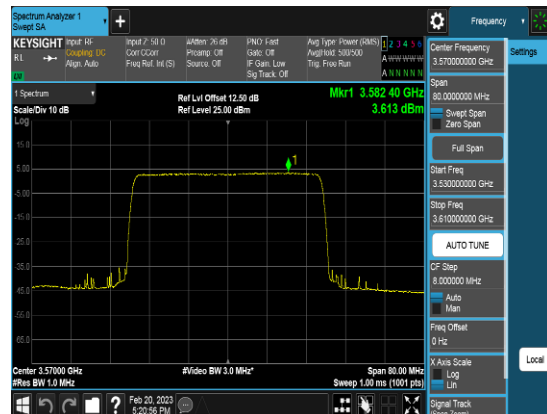 Spectrum Analyzer 1
Swept SA
+
Frequency
KEYSIGHT
Input: RF
Coupling: DC
Align: Auto
Input Z: 50 Ω
Corr CCorr
Freq Ref: Int (S)
#Atten: 26 dB
Preamp: Off
Source: Off
PNO: Fast
Gate: Off
IF Gain: Low
Sig Track: Off
Avg Type: Power (RMS)
Avg|Hold: 500/500
Trig: Free Run
1 2 3 4 5 6
A W W W W W
A N N N N N
RL
LXI
1 Spectrum
Scale/Div 10 dB
Log
Ref Lvl Offset 12.50 dB
Ref Level 25.00 dBm
Mkr1 3.582 40 GHz
3.613 dBm
15.0
5.00
-5.00
-15.0
-25.0
-35.0
-45.0
-55.0
-65.0
1
Center 3.57000 GHz
#Res BW 1.0 MHz
#Video BW 3.0 MHz*
Span 80.00 MHz
Sweep 1.00 ms (1001 pts)
Center Frequency
3.570000000 GHz
Settings
Span
80.0000000 MHz
Swept Span
Zero Span
Full Span
Start Freq
3.530000000 GHz
Stop Freq
3.610000000 GHz
AUTO TUNE
CF Step
8.000000 MHz
Auto
Man
Freq Offset
0 Hz
X Axis Scale
Log
Lin
Local
Signal Track
(Span Zoom)
?
Feb 20, 2023
5:20:56 PM